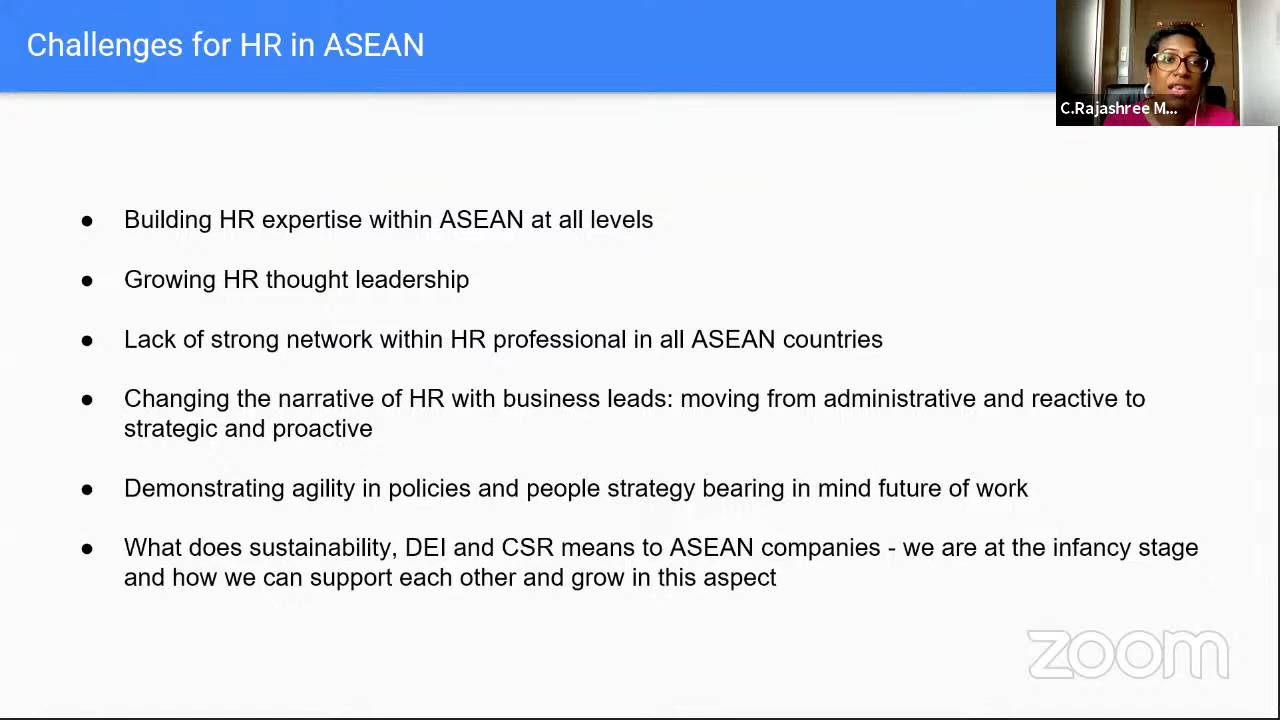 Challenges for HR in ASEAN
C.Rajashree M...
● Building HR expertise within ASEAN at all levels
● Growing HR thought leadership
● Lack of strong network within HR professional in all ASEAN countries
● Changing the narrative of HR with business leads: moving from administrative and reactive to
strategic and proactive
● Demonstrating agility in policies and people strategy bearing in mind future of work
● What does sustainability, DEI and CSR means to ASEAN companies - we are at the infancy stage
and how we can support each other and grow in this aspect
zoom